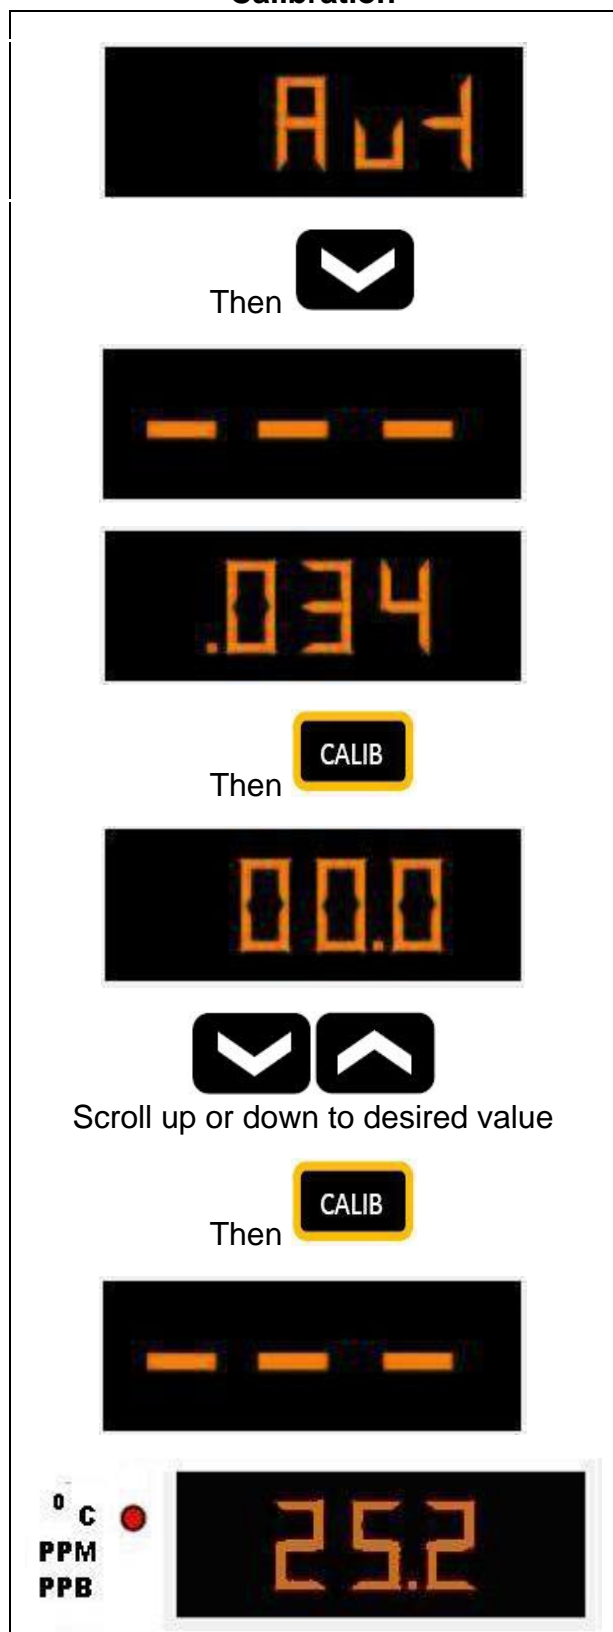 Calibration
Aut
Then
– – –
.034
CALIB
Then
00.0
Scroll up or down to desired value
CALIB
Then
– – –
° C
PPM
PPB
25.2